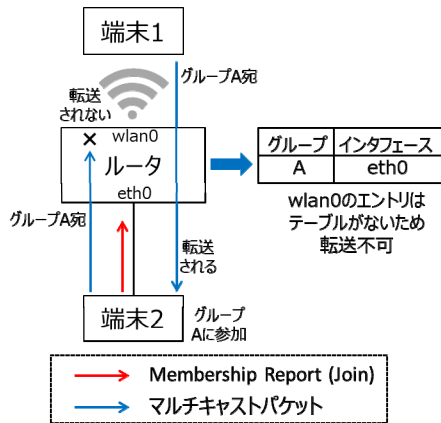 端末1
グループA宛
転送
されない
×
wlan0
ルータ
eth0
グループ インタフェース
A eth0
wlan0のエントリは
テーブルがないため
転送不可
グループA宛
転送
される
端末2
グループ
Aに参加
Membership Report (Join)
マルチキャストパケット